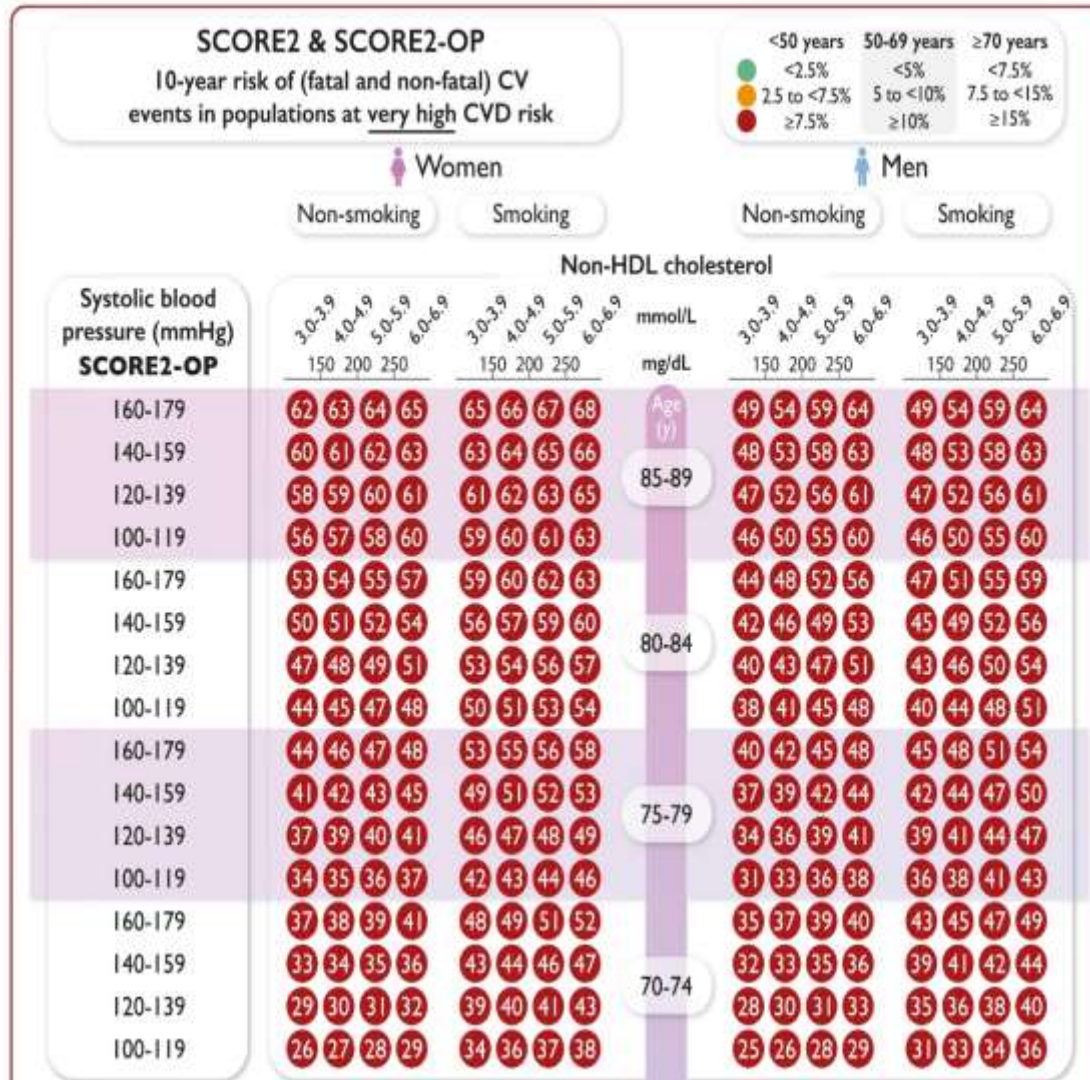 SCORE2 & SCORE2-OP
10-year risk of (fatal and non-fatal) CV
events in populations at very high CVD risk
<50 years 50-69 years ≥70 years
<2.5% <5% <7.5%
2.5 to <7.5% 5 to <10% 7.5 to <15%
≥7.5% ≥10% ≥15%
Women Men
Non-smoking Smoking Non-smoking Smoking
Non-HDL cholesterol
Systolic blood
pressure (mmHg)
SCORE2-OP
3.0-3.9 4.0-4.9 5.0-5.9 6.0-6.9 3.0-3.9 4.0-4.9 5.0-5.9 6.0-6.9 mmol/L 3.0-3.9 4.0-4.9 5.0-5.9 6.0-6.9 3.0-3.9 4.0-4.9 5.0-5.9 6.0-6.9
150 200 250 150 200 250 mg/dL 150 200 250 150 200 250
Age
(y)
160-179 62 63 64 65 65 66 67 68 49 54 59 64 49 54 59 64
140-159 60 61 62 63 63 64 65 66 48 53 58 63 48 53 58 63
85-89
120-139 58 59 60 61 61 62 63 65 47 52 56 61 47 52 56 61
100-119 56 57 58 60 59 60 61 63 46 50 55 60 46 50 55 60
160-179 53 54 55 57 59 60 62 63 44 48 52 56 47 51 55 59
140-159 50 51 52 54 56 57 59 60 42 46 49 53 45 49 52 56
80-84
120-139 47 48 49 51 53 54 56 57 40 43 47 51 43 46 50 54
100-119 44 45 47 48 50 51 53 54 38 41 45 48 40 44 48 51
160-179 44 46 47 48 53 55 56 58 40 42 45 48 45 48 51 54
140-159 41 42 43 45 49 51 52 53 37 39 42 44 42 44 47 50
75-79
120-139 37 39 40 41 46 47 48 49 34 36 39 41 39 41 44 47
100-119 34 35 36 37 42 43 44 46 31 33 36 38 36 38 41 43
160-179 37 38 39 41 48 49 51 52 35 37 39 40 43 45 47 49
140-159 33 34 35 36 43 44 46 47 32 33 35 36 39 41 42 44
70-74
120-139 29 30 31 32 39 40 41 43 28 30 31 33 35 36 38 40
100-119 26 27 28 29 34 36 37 38 25 26 28 29 31 33 34 36